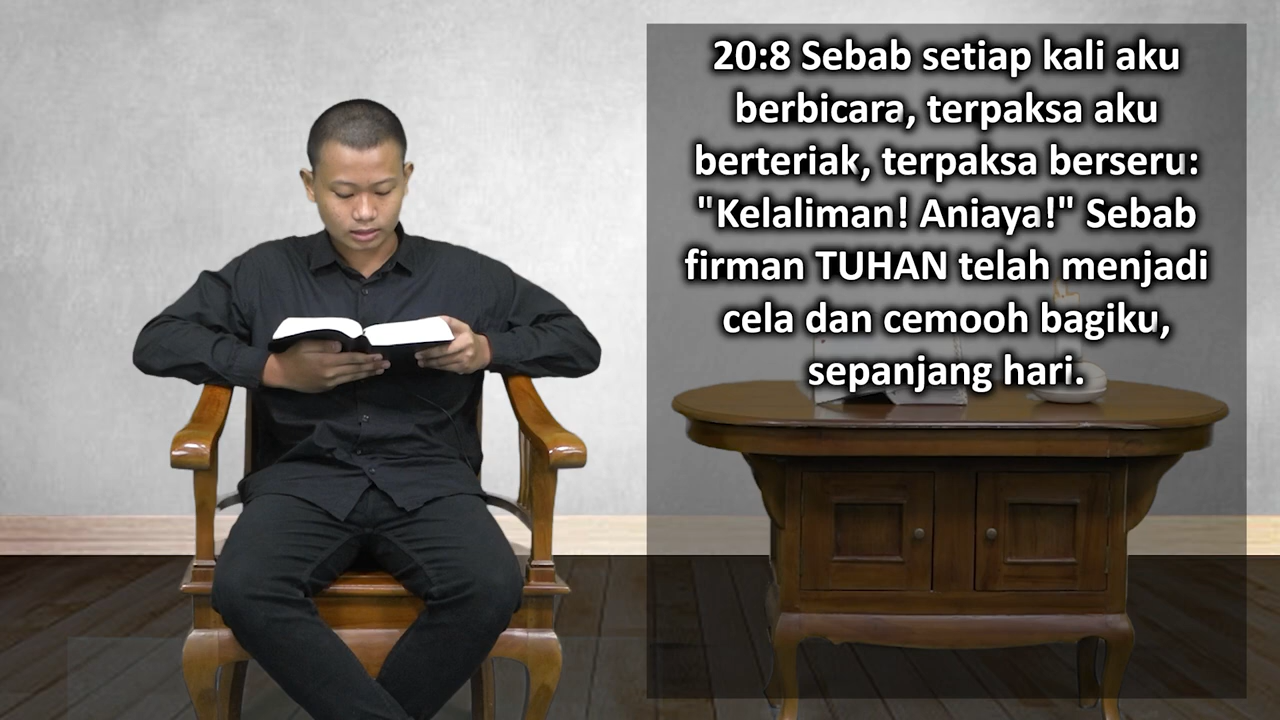 20:8 Sebab setiap kali aku
berbicara, terpaksa aku
berteriak, terpaksa berseru:
"Kelaliman! Aniaya!" Sebab
firman TUHAN telah menjadi
cela dan cemooh bagiku,
sepanjang hari.